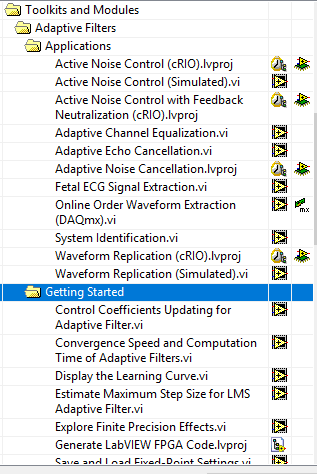 Toolkits and Modules
Adaptive Filters
Applications
Active Noise Control (cRIO).lvproj
Active Noise Control (Simulated).vi
Active Noise Control with Feedback
Neutralization (cRIO).lvproj
Adaptive Channel Equalization.vi
Adaptive Echo Cancellation.vi
Adaptive Noise Cancellation.lvproj
Fetal ECG Signal Extraction.vi
Online Order Waveform Extraction
(DAQmx).vi
mx
System Identification.vi
Waveform Replication (cRIO).lvproj
Waveform Replication (Simulated).vi
Getting Started
Control Coefficients Updating for
Adaptive Filter.vi
Convergence Speed and Computation
Time of Adaptive Filters.vi
Display the Learning Curve.vi
Estimate Maximum Step Size for LMS
Adaptive Filter.vi
Explore Finite Precision Effects.vi
Generate LabVIEW FPGA Code.lvproj
Save and Load Fixed-Point Settings.vi